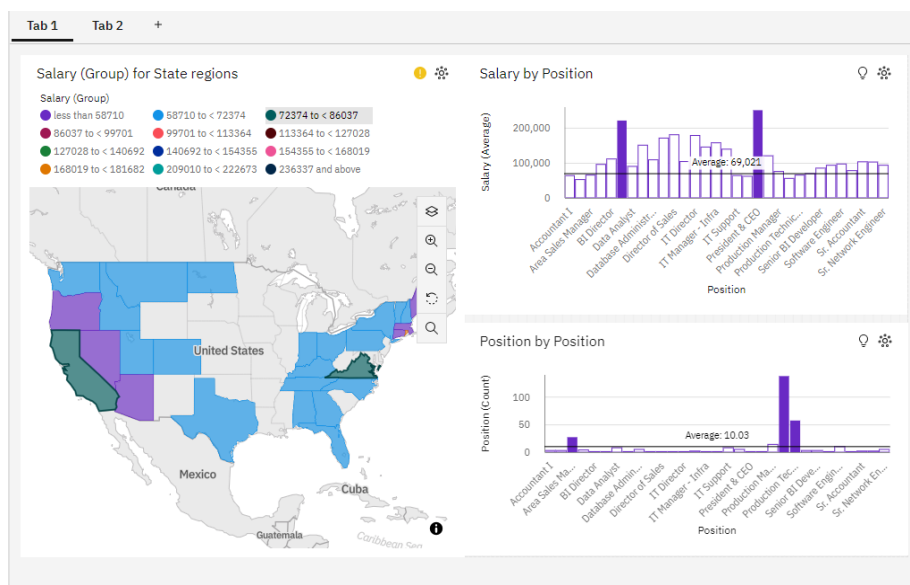 Tab 1 Tab 2 +
Salary (Group) for State regions
Salary (Group)
less than 58710 58710 to < 72374 72374 to < 86037
86037 to < 99701 99701 to < 113364 113364 to < 127028
127028 to < 140692 140692 to < 154355 154355 to < 168019
168019 to < 181682 209010 to < 222673 236337 and above
Canada
United States
Mexico
Cuba
Guatemala
Caribbean Sea
Salary by Position
Salary (Average)
200,000
100,000
0
Average: 69,021
Accountant I
Area Sales Manager
BI Director
Data Analyst
Database Administr...
Director of Sales
IT Director
IT Manager - Infra
IT Support
President & CEO
Production Manager
Production Technic...
Senior BI Developer
Software Engineer
Sr. Accountant
Sr. Network Engineer
Position
Position by Position
Position (Count)
100
50
0
Average: 10.03
Accountant I
Area Sales Ma...
BI Director
Data Analyst
Database Admin...
Director of Sales
IT Director
IT Manager - Infra
IT Support
President & CEO
Production Ma...
Production Tec...
Senior BI Deve...
Software Engin...
Sr. Accountant
Sr. Network En...
Position